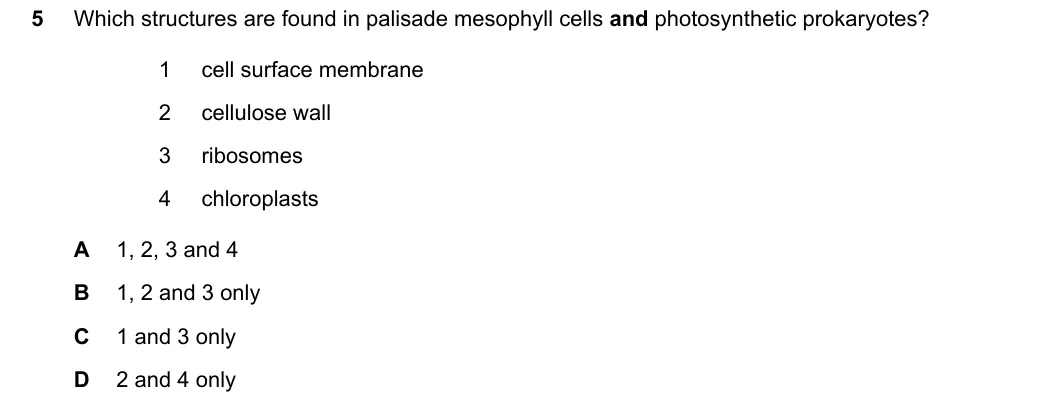 5 Which structures are found in palisade mesophyll cells and photosynthetic prokaryotes?
1 cell surface membrane
2 cellulose wall
3 ribosomes
4 chloroplasts
A 1, 2, 3 and 4
B 1, 2 and 3 only
C 1 and 3 only
D 2 and 4 only